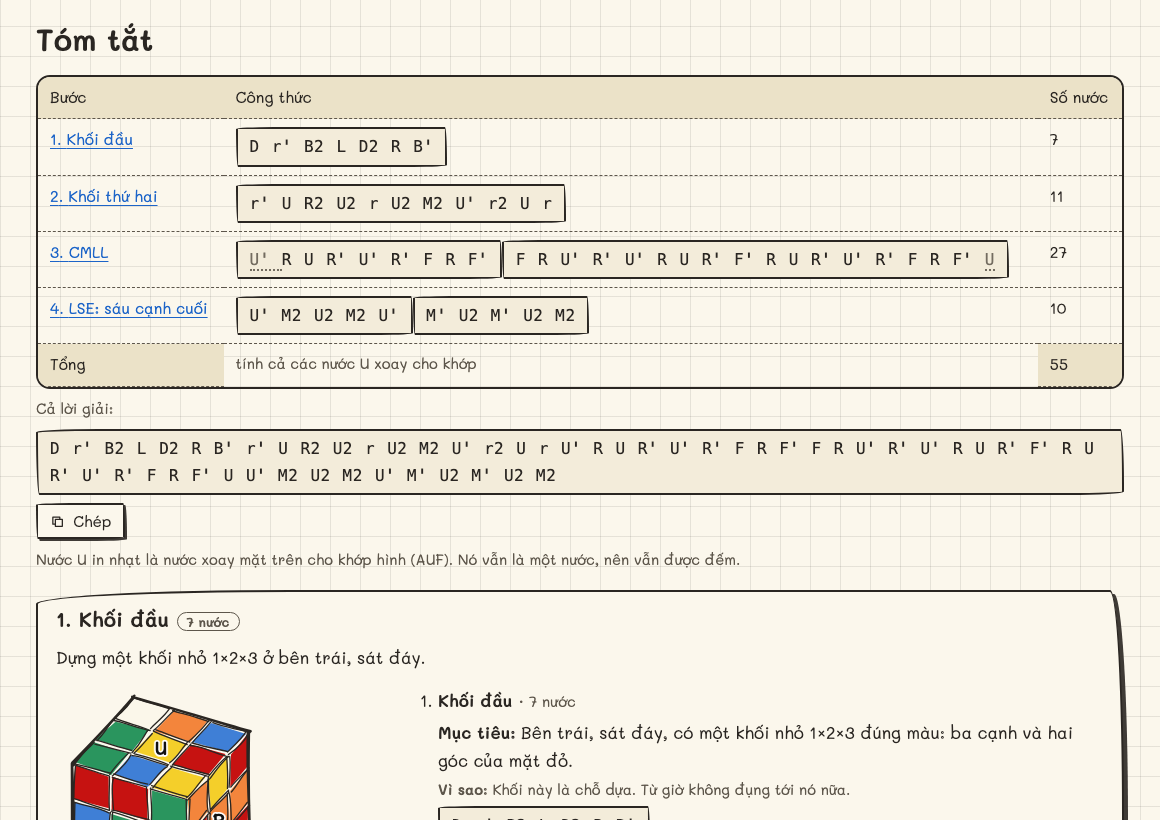 Tóm tắt
Bước Công thức Số nước
1. Khối đầu D r' B2 L D2 R B' 7
2. Khối thứ hai r' U R2 U2 r U2 M2 U' r2 U r 11
3. CMLL U' R U R' U' R' F R F' F R U' R' U' R U R' F' R U R' U' R' F R F' U 27
4. LSE: sáu cạnh cuối U' M2 U2 M2 U' M' U2 M' U2 M2 10
Tổng tính cả các nước U xoay cho khớp 55
Cả lời giải:
D r' B2 L D2 R B' r' U R2 U2 r U2 M2 U' r2 U r U' R U R' U' R' F R F' F R U' R' U' R U R' F' R U
R' U' R' F R F' U U' M2 U2 M2 U' M' U2 M' U2 M2
Chép
Nước U in nhạt là nước xoay mặt trên cho khớp hình (AUF). Nó vẫn là một nước, nên vẫn được đếm.
1. Khối đầu 7 nước
Dựng một khối nhỏ 1×2×3 ở bên trái, sát đáy.
U
1. Khối đầu · 7 nước
Mục tiêu: Bên trái, sát đáy, có một khối nhỏ 1×2×3 đúng màu: ba cạnh và hai
góc của mặt đỏ.
Vì sao: Khối này là chỗ dựa. Từ giờ không đụng tới nó nữa.